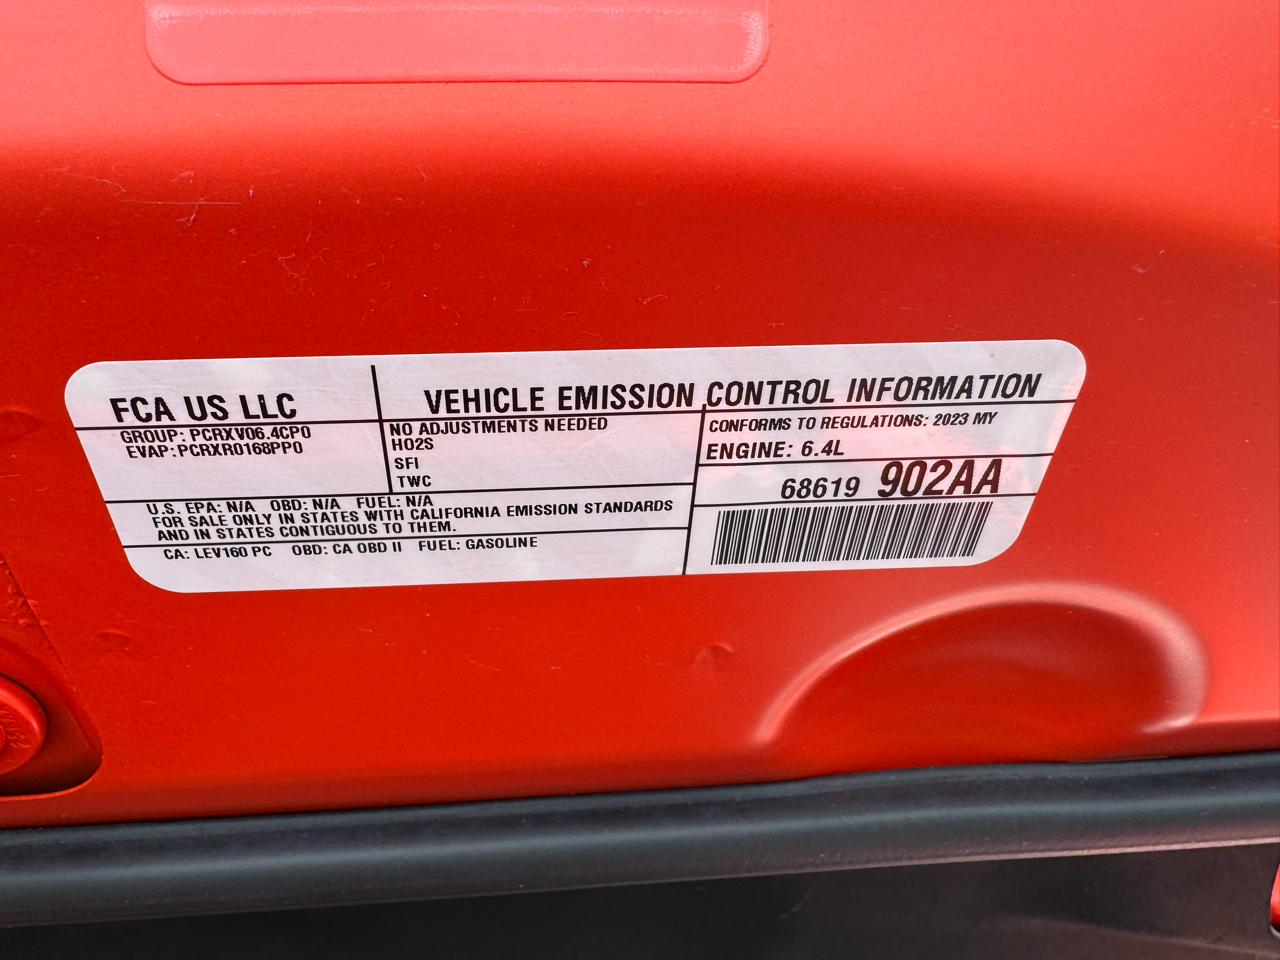 FCA US LLC
VEHICLE EMISSION CONTROL INFORMATION
GROUP: PCRXV06.4CP0
EVAP: PCRXR0168PP0
NO ADJUSTMENTS NEEDED
HO2S
SFI
TWC
CONFORMS TO REGULATIONS: 2023 MY
ENGINE: 6.4L
68619 902AA
U.S. EPA: N/A OBD: N/A FUEL: N/A
FOR SALE ONLY IN STATES WITH CALIFORNIA EMISSION STANDARDS
AND IN STATES CONTIGUOUS TO THEM.
CA: LEV160 PC OBD: CA OBD II FUEL: GASOLINE